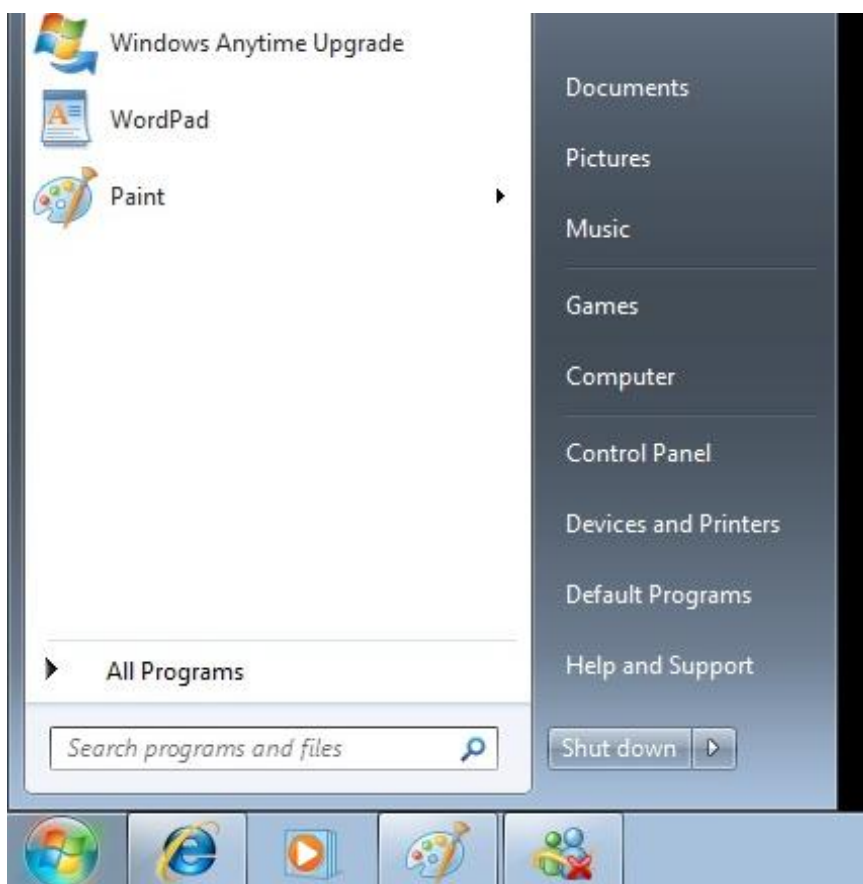 Windows Anytime Upgrade
WordPad
Paint
All Programs
Search programs and files
Documents
Pictures
Music
Games
Computer
Control Panel
Devices and Printers
Default Programs
Help and Support
Shut down